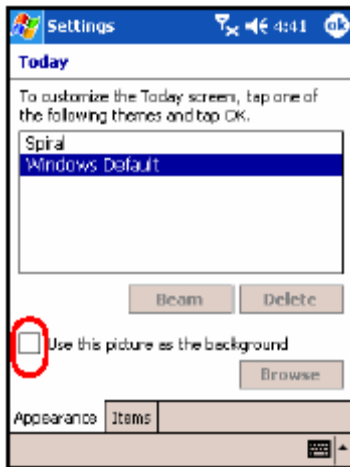 Settings 4:41 ok
Today
To customize the Today screen, tap one of
the following themes and tap OK.
Spiral
Windows Default
Beam Delete
Use this picture as the background
Browse
Appearance Items